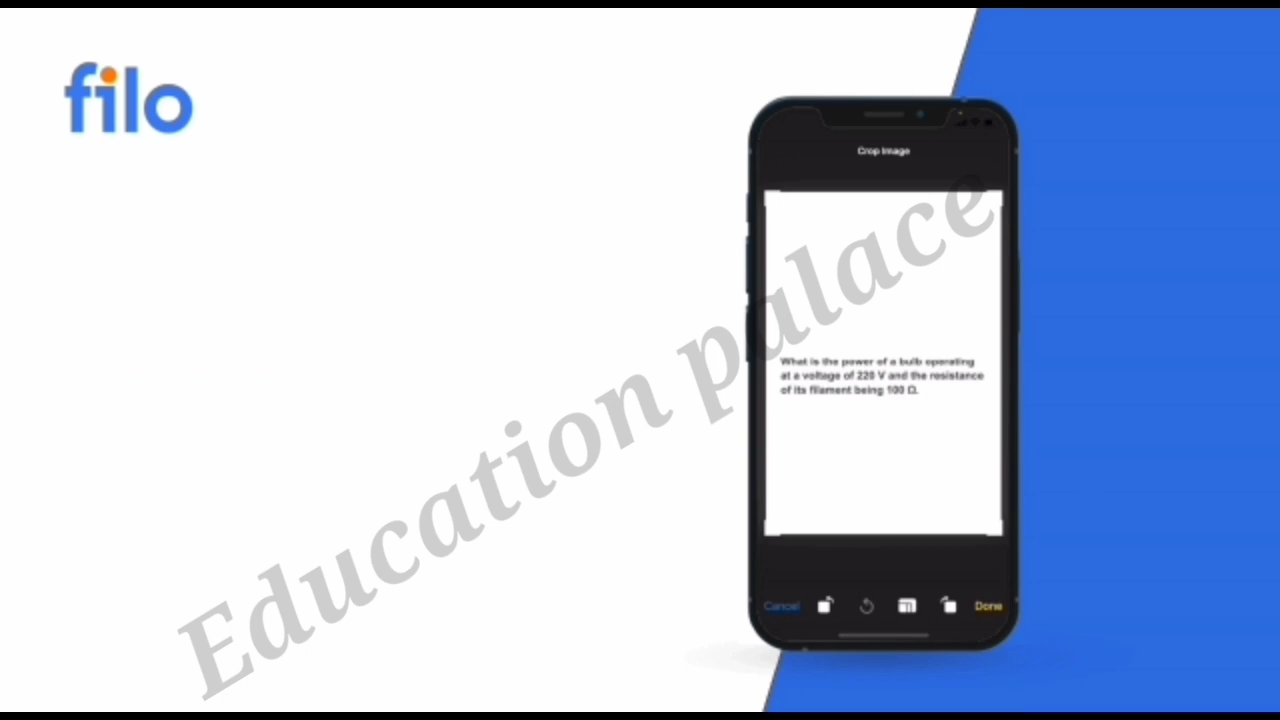 filo
Crop Image
What is the power of a bulb operating
at a voltage of 220 V and the resistance
of its filament being 100 Ω.
Cancel
Done
Education palace